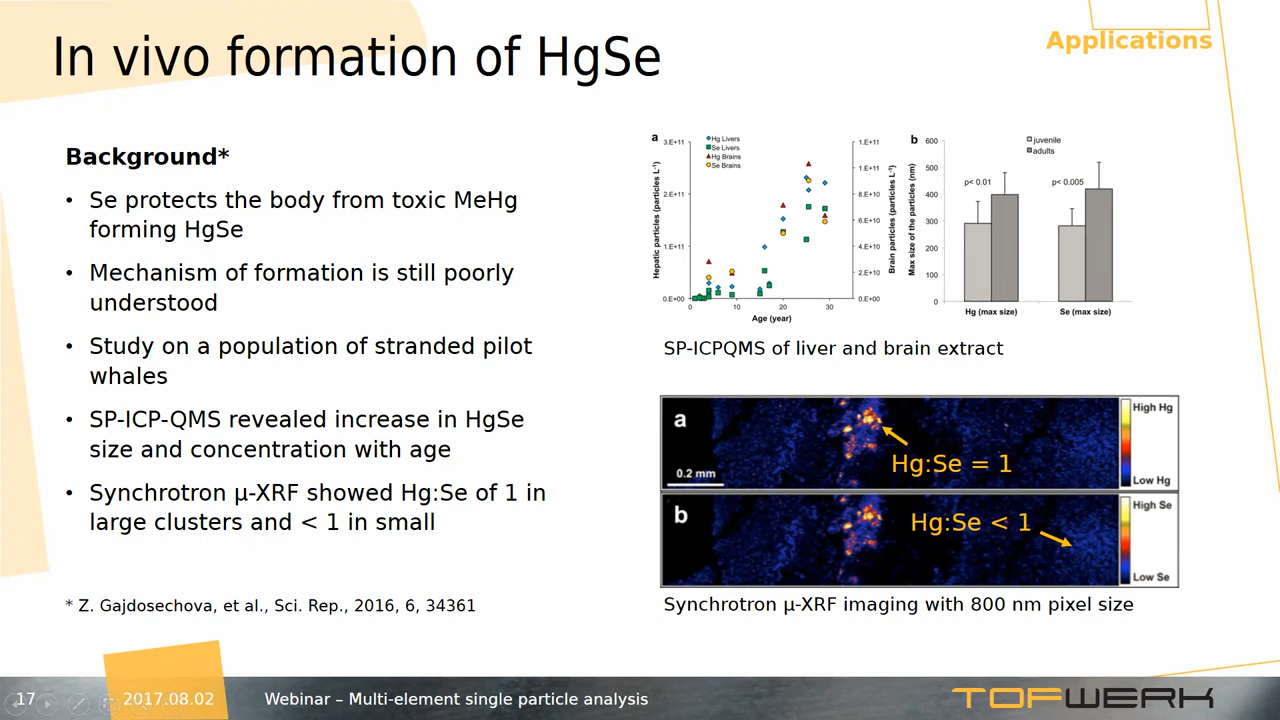 In vivo formation of HgSe
Applications
Background*
• Se protects the body from toxic MeHg
forming HgSe
• Mechanism of formation is still poorly
understood
• Study on a population of stranded pilot
whales
• SP-ICP-QMS revealed increase in HgSe
size and concentration with age
• Synchrotron µ-XRF showed Hg:Se of 1 in
large clusters and < 1 in small
* Z. Gajdosechova, et al., Sci. Rep., 2016, 6, 34361
a
Hg Livers
Se Livers
Hg Brains
Se Brains
Hepatic particles (particles L⁻¹)
3.E+11
2.E+11
1.E+11
0.E+00
1.E+11
1.E+11
8.E+10
6.E+10
4.E+10
2.E+10
0.E+00
Brain particles (particles L⁻¹)
0 10 20 30
Age (year)
b
juvenile
adults
Max size of the particles (nm)
600
500
400
300
200
100
0
p< 0.01
p< 0.005
Hg (max size)
Se (max size)
SP-ICPQMS of liver and brain extract
a
0.2 mm
Hg:Se = 1
High Hg
Low Hg
b
Hg:Se < 1
High Se
Low Se
Synchrotron µ-XRF imaging with 800 nm pixel size
17
2017.08.02
Webinar – Multi-element single particle analysis
TOFWERK